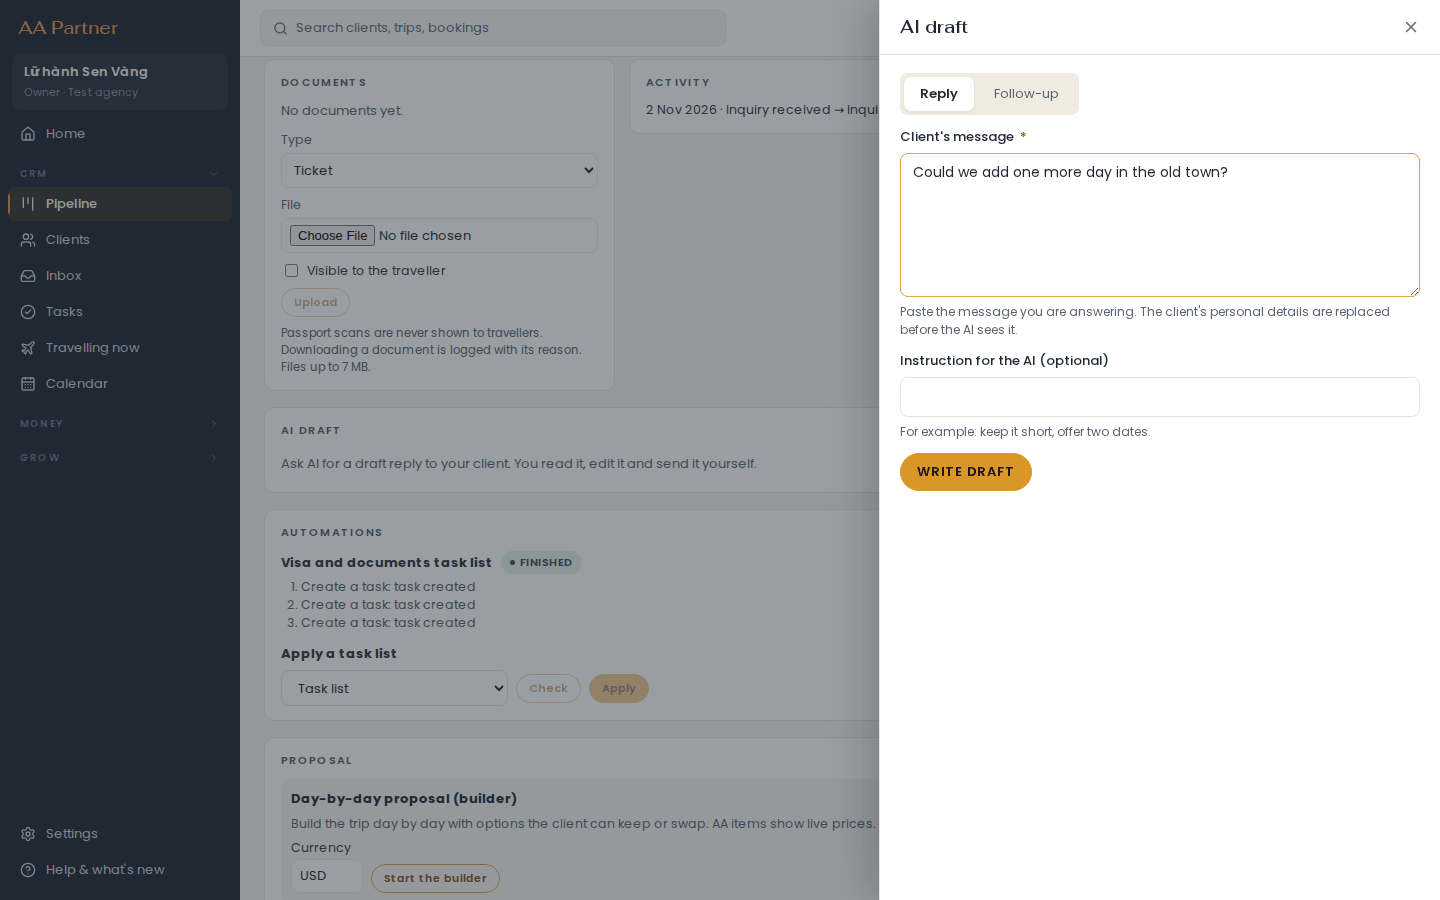 AA Partner
Lữ hành Sen Vàng
Owner · Test agency
Home
CRM
Pipeline
Clients
Inbox
Tasks
Travelling now
Calendar
MONEY
GROW
Settings
Help & what's new
Search clients, trips, bookings
DOCUMENTS
No documents yet.
Type
Ticket
File
Choose File No file chosen
Visible to the traveller
Upload
Passport scans are never shown to travellers.
Downloading a document is logged with its reason.
Files up to 7 MB.
ACTIVITY
2 Nov 2026 · Inquiry received → Inqui
AI DRAFT
Ask AI for a draft reply to your client. You read it, edit it and send it yourself.
AUTOMATIONS
Visa and documents task list FINISHED
1. Create a task: task created
2. Create a task: task created
3. Create a task: task created
Apply a task list
Task list Check Apply
PROPOSAL
Day-by-day proposal (builder)
Build the trip day by day with options the client can keep or swap. AA items show live prices.
Currency
USD Start the builder
AI draft
Reply Follow-up
Client's message *
Could we add one more day in the old town?
Paste the message you are answering. The client's personal details are replaced
before the AI sees it.
Instruction for the AI (optional)
For example: keep it short, offer two dates.
WRITE DRAFT